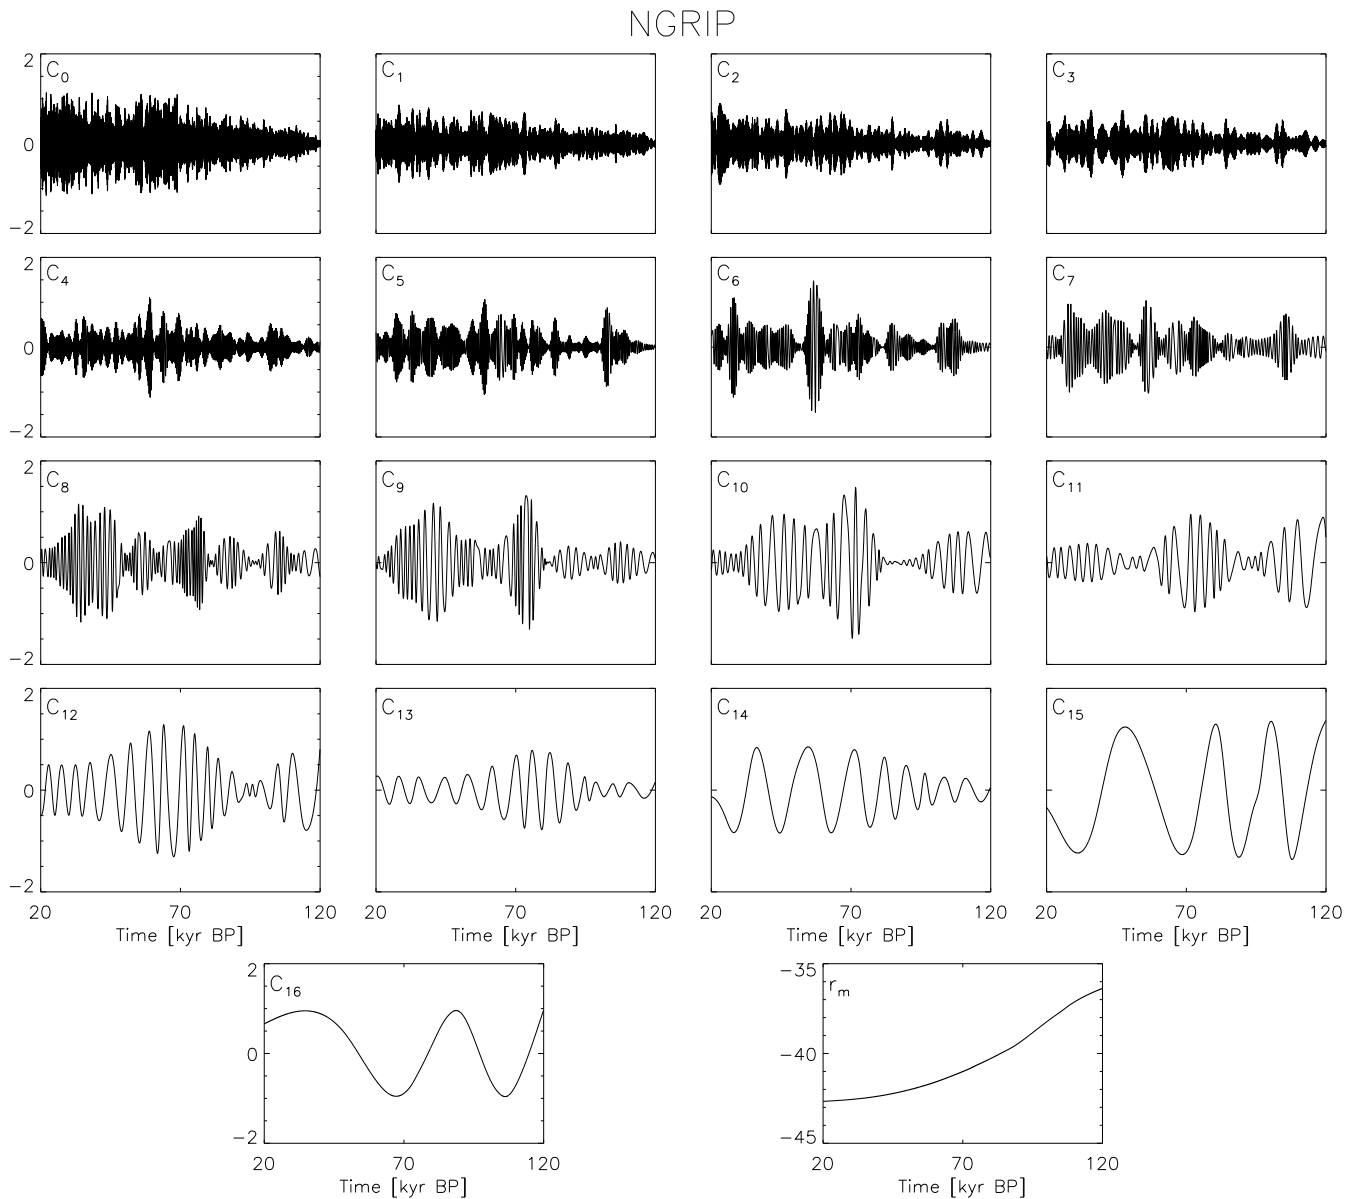 NGRIP
2 C0 C1 C2 C3
0
−2
2 C4 C5 C6 C7
0
−2
2 C8 C9 C10 C11
0
−2
2 C12 C13 C14 C15
0
−2
20 70 120 20 70 120 20 70 120 20 70 120
Time [kyr BP] Time [kyr BP] Time [kyr BP] Time [kyr BP]
2 C16 −35 rm
0 −40
−2 −45
20 70 120 20 70 120
Time [kyr BP] Time [kyr BP]